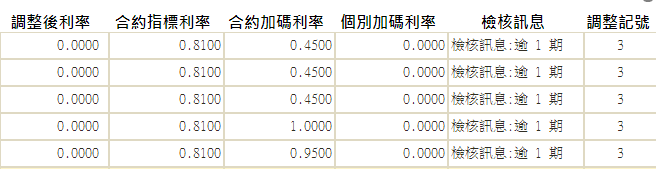 調整後利率 合約指標利率 合約加碼利率 個別加碼利率 檢核訊息 調整記號
0.0000 0.8100 0.4500 0.0000 檢核訊息:逾 1 期 3
0.0000 0.8100 0.4500 0.0000 檢核訊息:逾 1 期 3
0.0000 0.8100 0.4500 0.0000 檢核訊息:逾 1 期 3
0.0000 0.8100 1.0000 0.0000 檢核訊息:逾 1 期 3
0.0000 0.8100 0.9500 0.0000 檢核訊息:逾 1 期 3